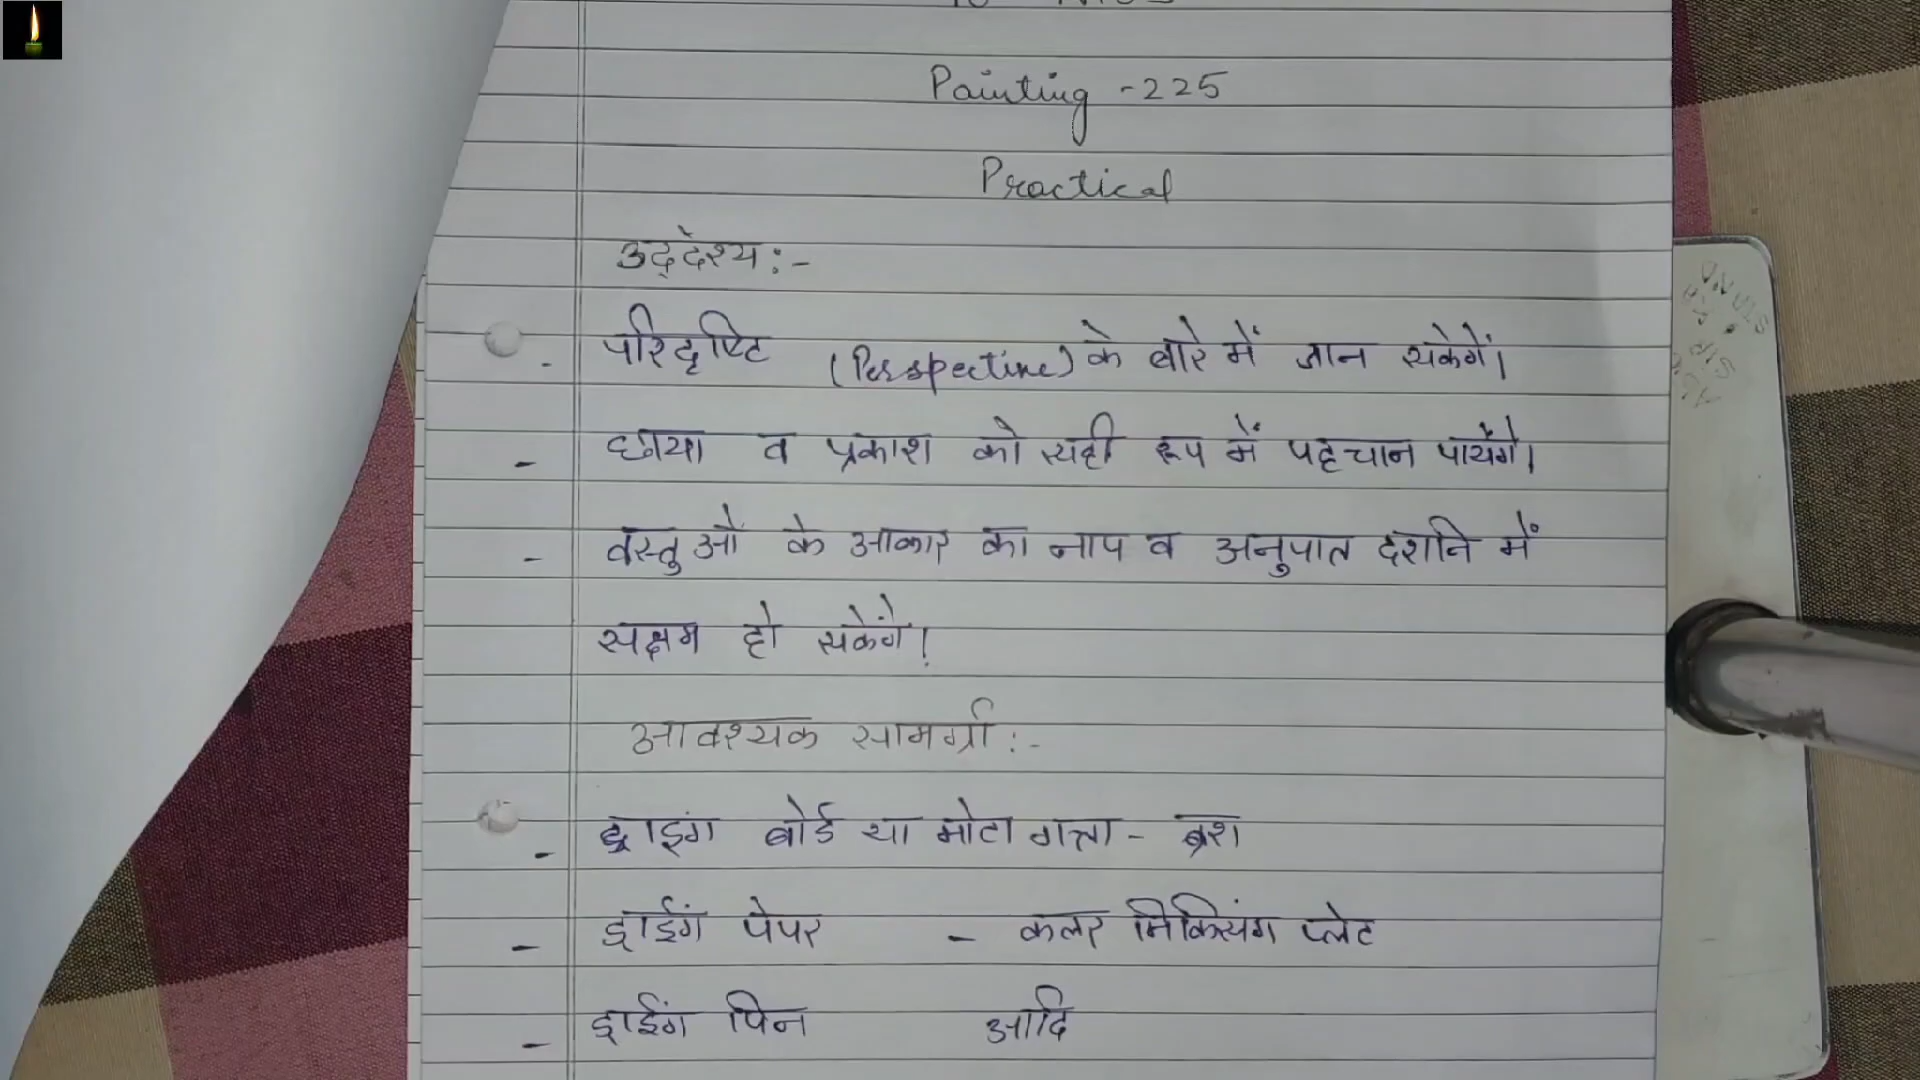 Painting - 225
Practical
उद्देश्य :-
- परिदृष्टि (Perspective) के बारे में जान सकेगें।
- छाया व प्रकाश को सही रूप में पहचान पायेंगे।
- वस्तुओं के आकार का नाप व अनुपात दर्शाने में
सक्षम हो सकेगें।
आवश्यक सामग्री :-
- ड्राइंग बोर्ड या मोटा गत्ता - ब्रश
- ड्राईंग पेपर - कलर मिक्सिंग प्लेट
- ड्राईंग पिन आदि